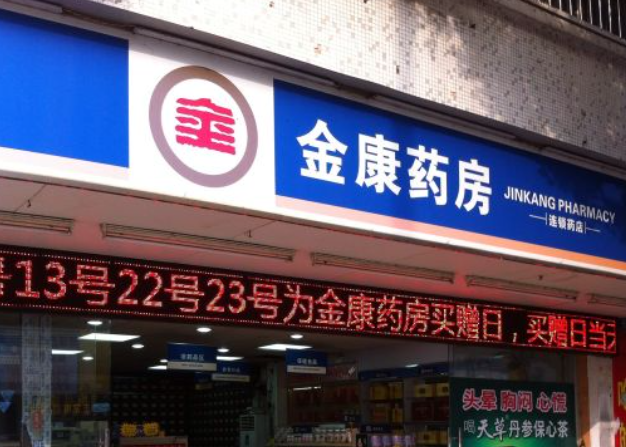 金康药房
JINKANG PHARMACY
连锁药店
13号22号23号为金康药房买赠日，买赠日当天
头晕 胸闷 心慌
喝天草丹参保心茶